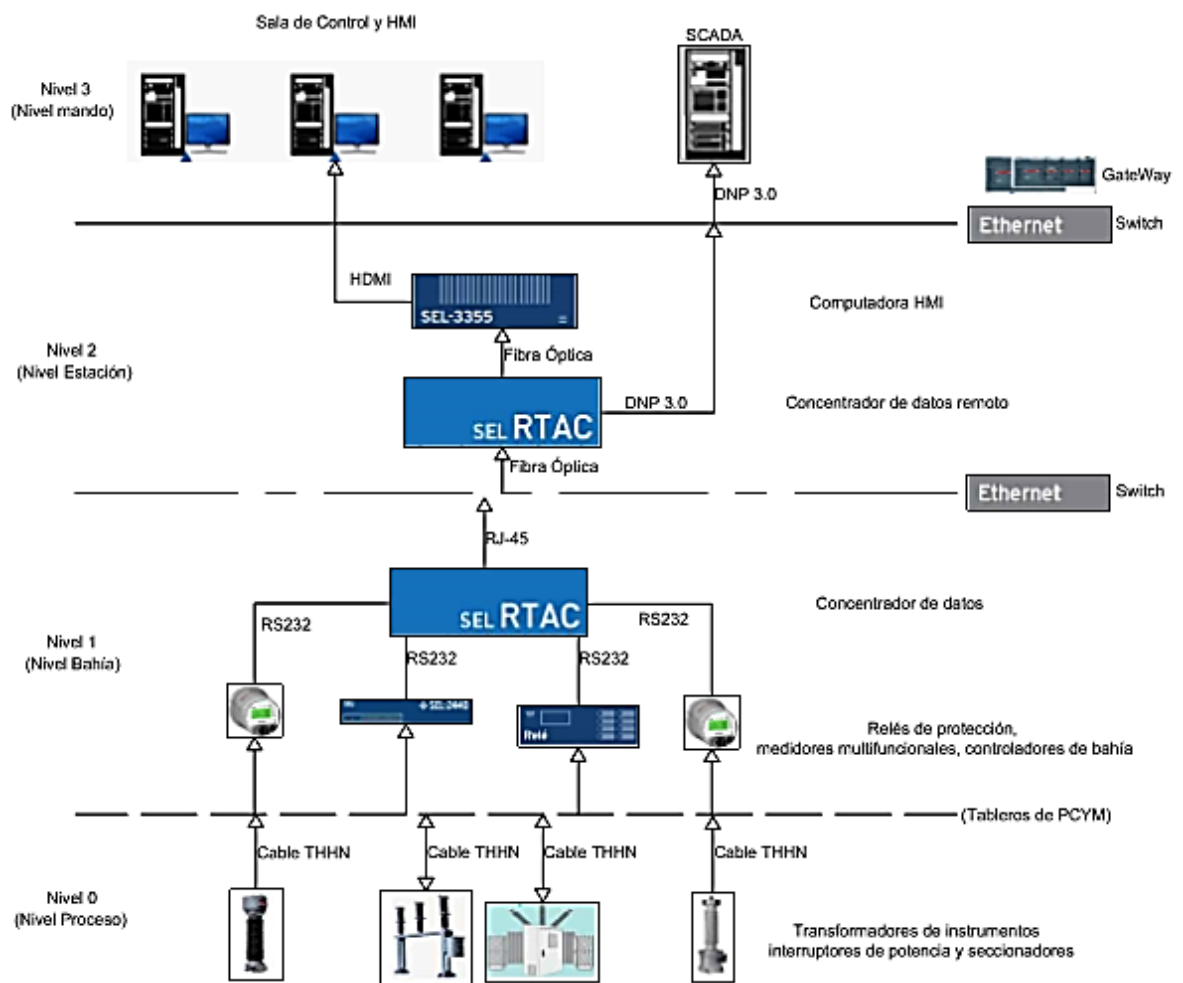 Sala de Control y HMI
SCADA
Nivel 3
(Nivel mando)
GateWay
DNP 3.0
Ethernet
Switch
HDMI
SEL-3355
Computadora HMI
Nivel 2
(Nivel Estación)
Fibra Óptica
DNP 3.0
Concentrador de datos remoto
SEL RTAC
Fibra Óptica
Ethernet
Switch
RJ-45
SEL RTAC
Concentrador de datos
RS232
RS232
Nivel 1
(Nivel Bahía)
RS232
RS232
SEL-2440
Relé
Relés de protección,
medidores multifuncionales, controladores de bahía
(Tableros de PCYM)
Cable THHN
Cable THHN
Cable THHN
Cable THHN
Nivel 0
(Nivel Proceso)
Transformadores de instrumentos
interruptores de potencia y seccionadores